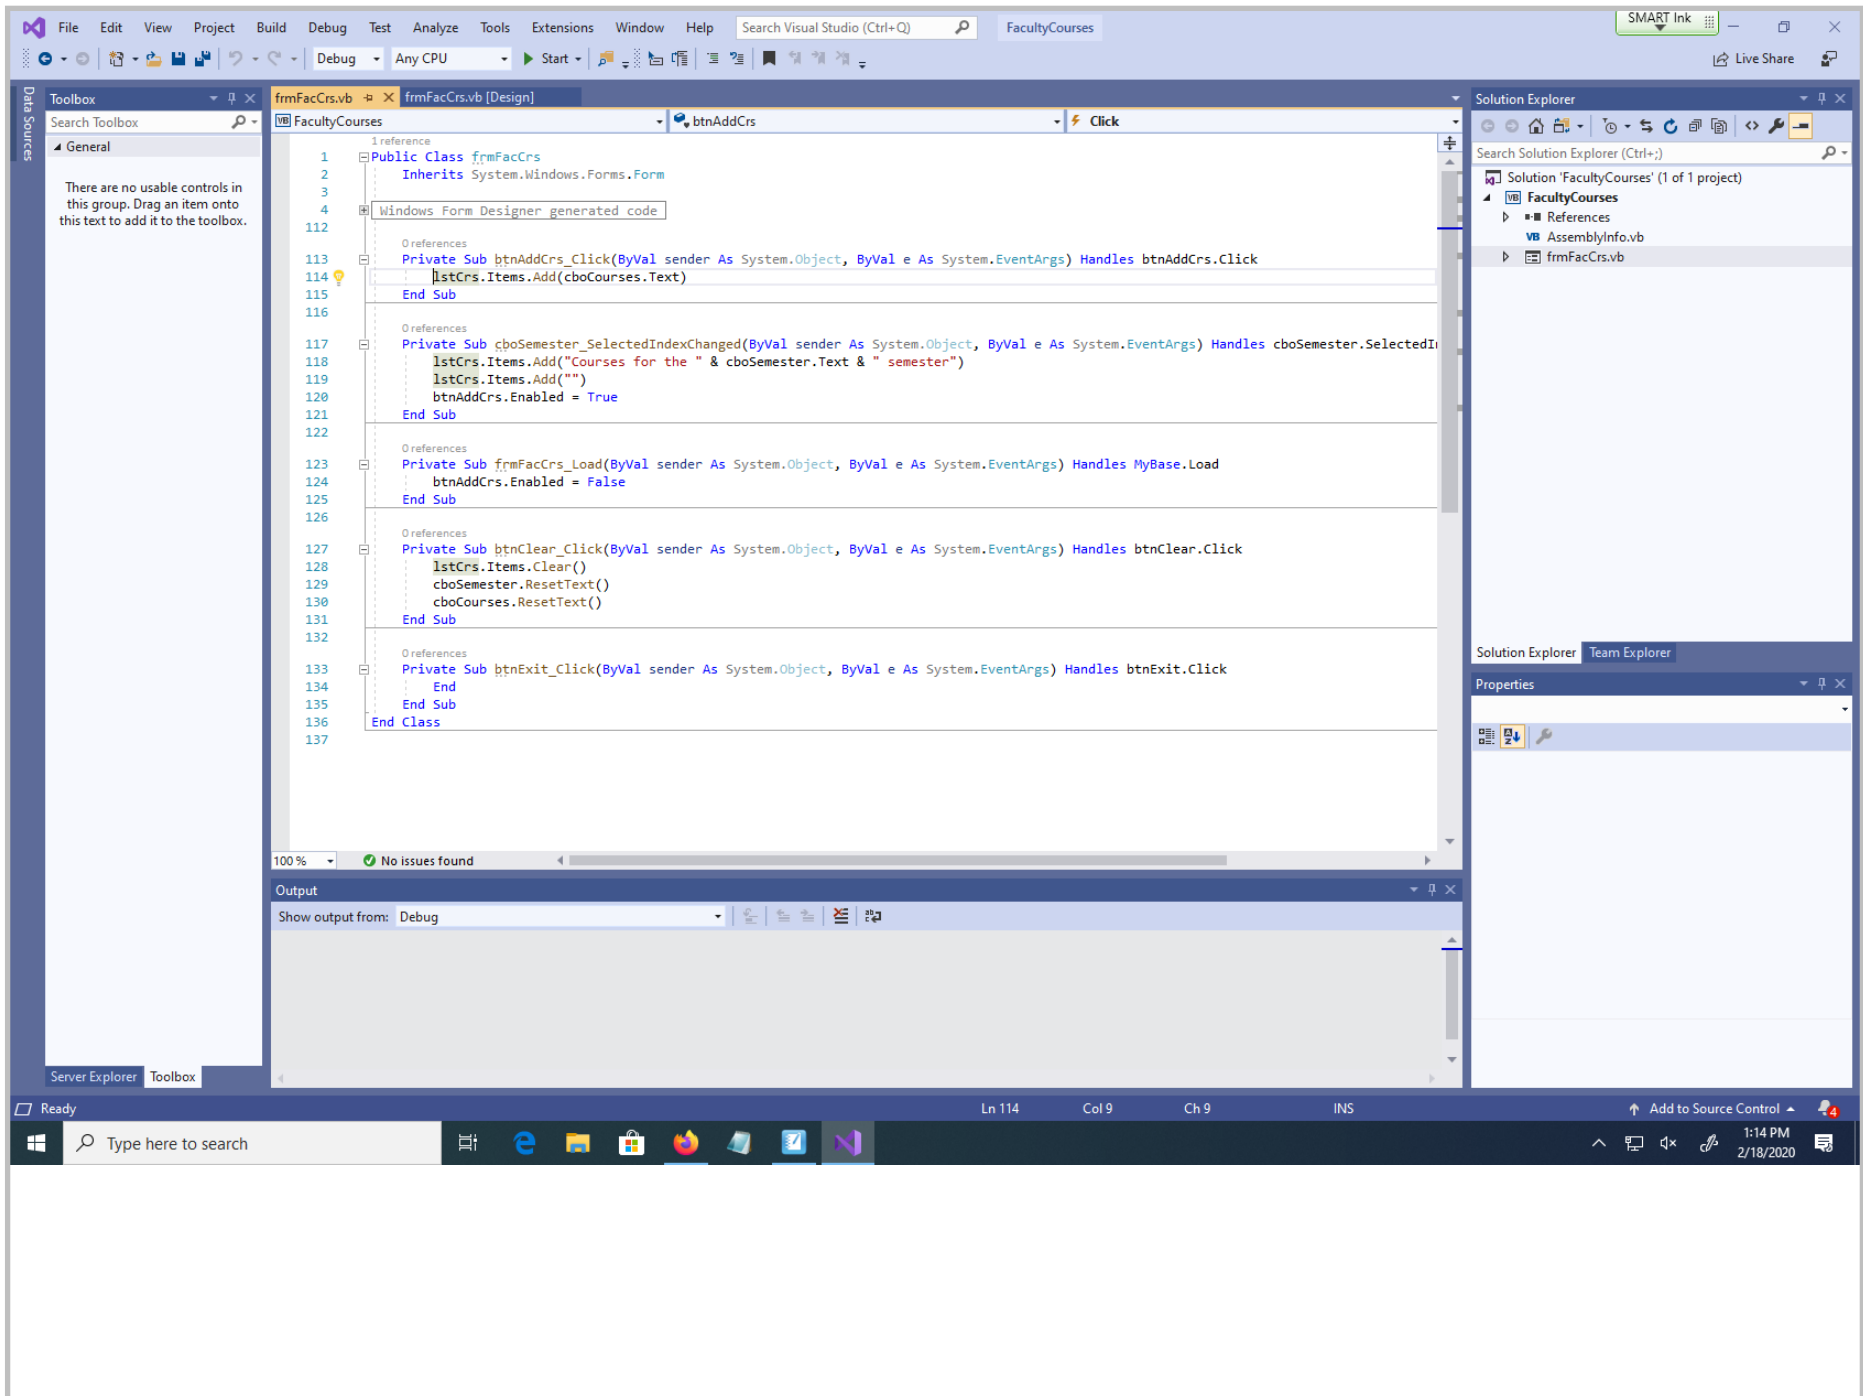 File Edit View Project Build Debug Test Analyze Tools Extensions Window Help Search Visual Studio (Ctrl+Q) FacultyCourses SMART Ink
Debug Any CPU Start Live Share
Data Sources
Toolbox
Search Toolbox
General
There are no usable controls in
this group. Drag an item onto
this text to add it to the toolbox.
Server Explorer Toolbox
frmFacCrs.vb frmFacCrs.vb [Design]
VB FacultyCourses btnAddCrs Click
1 reference
1 Public Class frmFacCrs
2 Inherits System.Windows.Forms.Form
3
4 Windows Form Designer generated code
112
0 references
113 Private Sub btnAddCrs_Click(ByVal sender As System.Object, ByVal e As System.EventArgs) Handles btnAddCrs.Click
114 lstCrs.Items.Add(cboCourses.Text)
115 End Sub
116
0 references
117 Private Sub cboSemester_SelectedIndexChanged(ByVal sender As System.Object, ByVal e As System.EventArgs) Handles cboSemester.SelectedI
118 lstCrs.Items.Add("Courses for the " & cboSemester.Text & " semester")
119 lstCrs.Items.Add("")
120 btnAddCrs.Enabled = True
121 End Sub
122
0 references
123 Private Sub frmFacCrs_Load(ByVal sender As System.Object, ByVal e As System.EventArgs) Handles MyBase.Load
124 btnAddCrs.Enabled = False
125 End Sub
126
0 references
127 Private Sub btnClear_Click(ByVal sender As System.Object, ByVal e As System.EventArgs) Handles btnClear.Click
128 lstCrs.Items.Clear()
129 cboSemester.ResetText()
130 cboCourses.ResetText()
131 End Sub
132
0 references
133 Private Sub btnExit_Click(ByVal sender As System.Object, ByVal e As System.EventArgs) Handles btnExit.Click
134 End
135 End Sub
136 End Class
137
100 % No issues found
Output
Show output from: Debug
Solution Explorer
Search Solution Explorer (Ctrl+;)
Solution 'FacultyCourses' (1 of 1 project)
VB FacultyCourses
References
VB AssemblyInfo.vb
frmFacCrs.vb
Solution Explorer Team Explorer
Properties
Ready Ln 114 Col 9 Ch 9 INS Add to Source Control 4
Type here to search 1:14 PM
2/18/2020